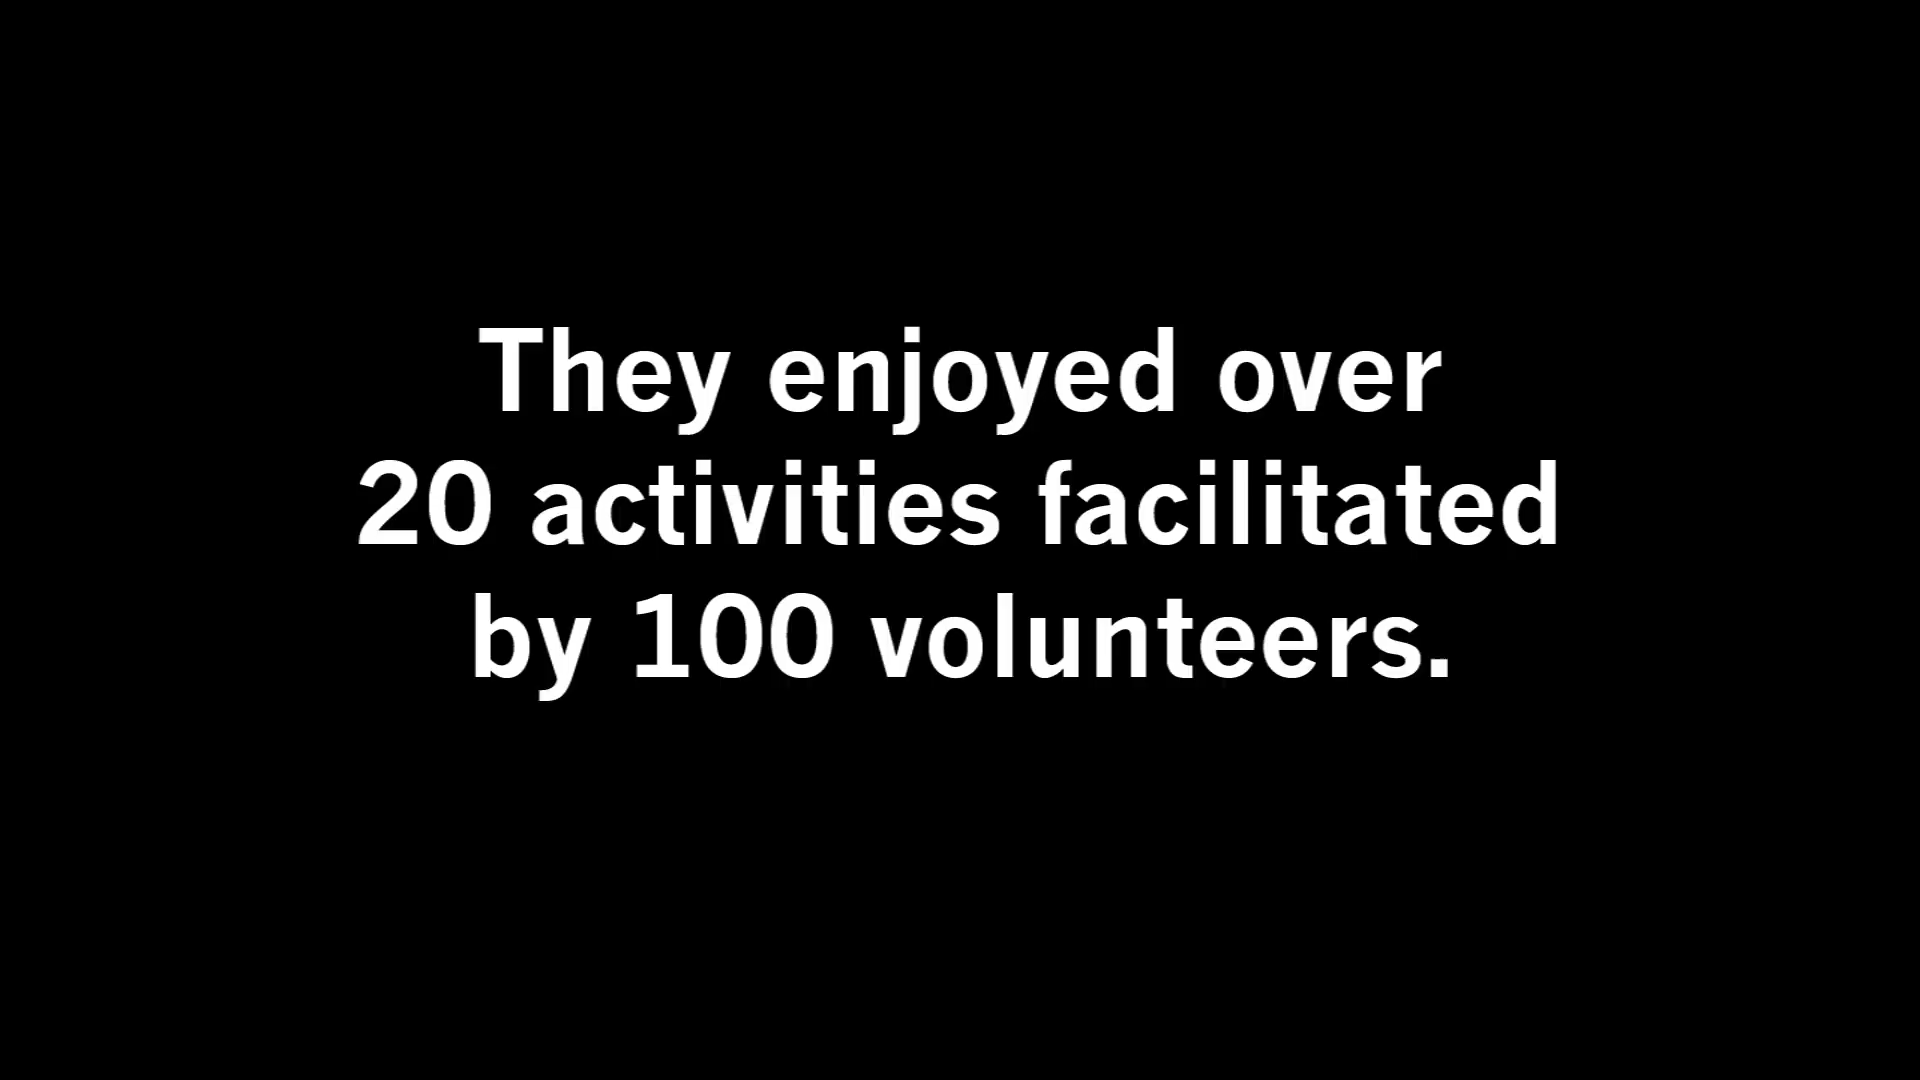 They enjoyed over
20 activities facilitated
by 100 volunteers.